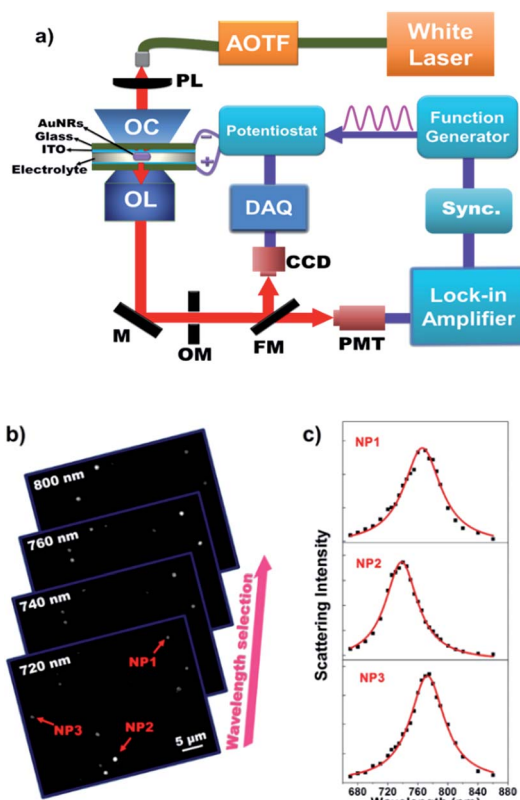 a)
AOTF
White
Laser
PL
AuNRs
Glass
ITO
Electrolyte
OC
Potentiostat
Function
Generator
OL
DAQ
Sync.
CCD
Lock-in
Amplifier
M
OM
FM
PMT
b)
800 nm
760 nm
740 nm
720 nm
NP1
NP3
NP2
5 µm
Wavelength selection
c)
NP1
NP2
NP3
Scattering Intensity
680 720 760 800 840 880
Wavelength (nm)